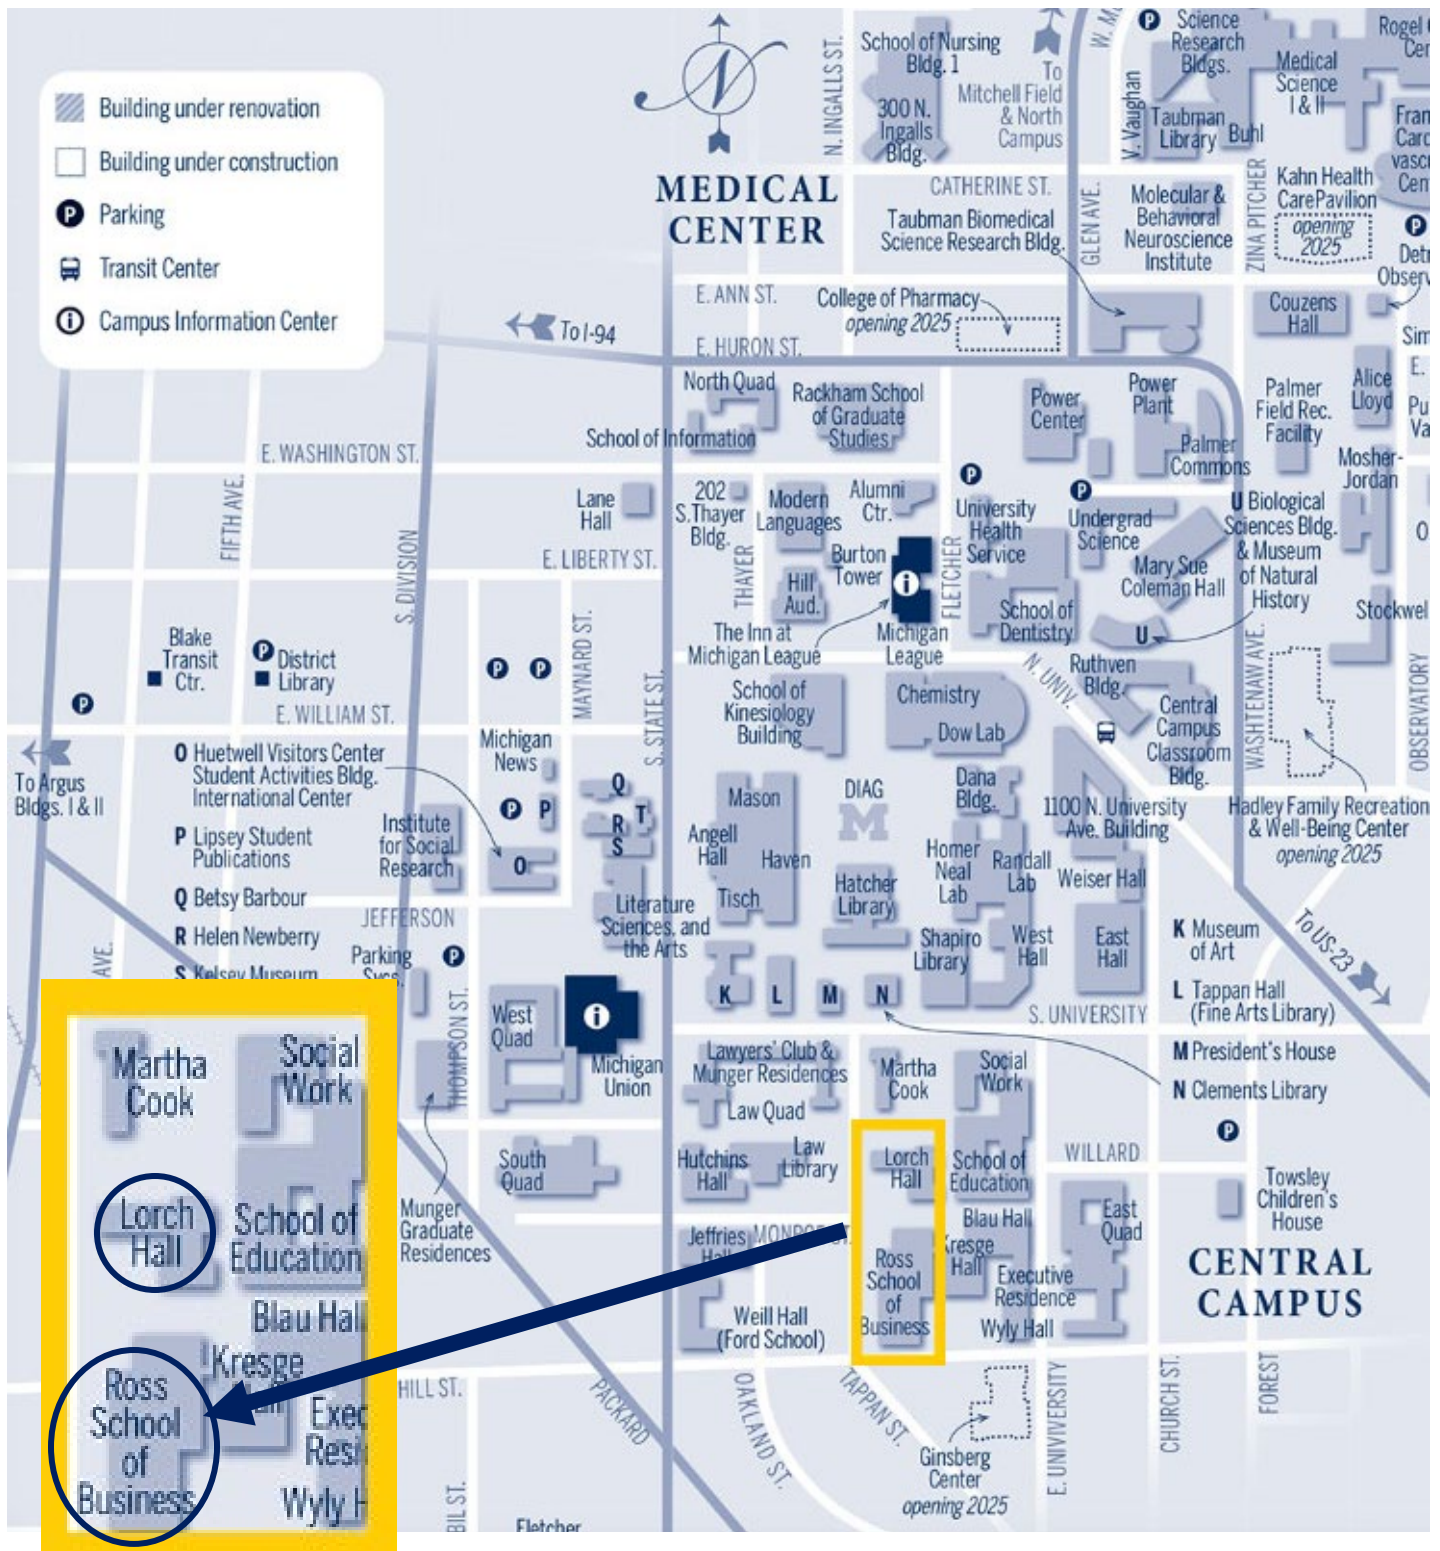 Building under renovation
Building under construction
P
Parking
Transit Center
i
Campus Information Center
N
MEDICAL
CENTER
N. INGALLS ST.
School of Nursing
Bldg. 1
300 N.
Ingalls
Bldg.
To
Mitchell Field
& North
Campus
P
Science
Research
Bldgs.
V. Vaughan
Taubman
Library
Buhl
Medical
Science
I & II
CATHERINE ST.
Taubman Biomedical
Science Research Bldg.
GLEN AVE.
Molecular &
Behavioral
Neuroscience
Institute
ZINA PITCHER
Kahn Health
CarePavilion
opening
2025
P
E. ANN ST.
College of Pharmacy
opening 2025
Couzens
Hall
To I-94
E. HURON ST.
North Quad
School of Information
Rackham School
of Graduate
Studies
Power
Center
Power
Plant
Palmer
Commons
Palmer
Field Rec.
Facility
Alice
Lloyd
Mosher-
Jordan
E. WASHINGTON ST.
FIFTH AVE.
S. DIVISION
Lane
Hall
202
S. Thayer
Bldg.
Modern
Languages
Alumni
Ctr.
P
University
Health
Service
P
Undergrad
Science
U Biological
Sciences Bldg.
& Museum
of Natural
History
E. LIBERTY ST.
THAYER
Burton
Tower
i
FLETCHER
Hill
Aud.
Mary Sue
Coleman Hall
School of
Dentistry
U
The Inn at
Michigan League
Michigan
League
Blake
Transit
Ctr.
P
District
Library
P
P
P
MAYNARD ST.
S. STATE ST.
E. WILLIAM ST.
School of
Kinesiology
Building
Chemistry
Dow Lab
N. UNIV.
Ruthven
Bldg.
Central
Campus
Classroom
Bldg.
WASHTENAW AVE.
OBSERVATORY
To Argus
Bldgs. I & II
O Huetwell Visitors Center
Student Activities Bldg.
International Center
P Lipsey Student
Publications
Q Betsy Barbour
R Helen Newberry
S Kelsey Museum
Michigan
News
P
P
Q
R
T
S
O
Institute
for Social
Research
Mason
Angell
Hall
Haven
Tisch
DIAG
M
Dana
Bldg.
1100 N. University
Ave. Building
Hadley Family Recreation
& Well-Being Center
opening 2025
Homer
Neal
Lab
Randall
Lab
Weiser Hall
Hatcher
Library
Literature
Sciences, and
the Arts
JEFFERSON
AVE.
Parking
P
Shapiro
Library
West
Hall
East
Hall
K Museum
of Art
L Tappan Hall
(Fine Arts Library)
M President's House
N Clements Library
To US-23
K
L
M
N
S. UNIVERSITY
THOMPSON ST.
West
Quad
i
Michigan
Union
Lawyers' Club &
Munger Residences
Law Quad
Martha
Cook
Social
Work
P
WILLARD
South
Quad
Hutchins
Hall
Law
Library
Lorch
Hall
School of
Education
Towsley
Children's
House
Munger
Graduate
Residences
Jeffries
Hall
Blau Hall
Kresge
Hall
East
Quad
Ross
School
of
Business
Executive
Residence
Wyly Hall
Weill Hall
(Ford School)
CENTRAL
CAMPUS
HILL ST.
PACKARD
OAKLAND ST.
TAPPAN ST.
E. UNIVIERSITY
CHURCH ST.
FOREST
Ginsberg
Center
opening 2025
Martha
Cook
Social
Work
Lorch
Hall
School of
Education
Blau Hall
Kresge
Ross
School
of
Business